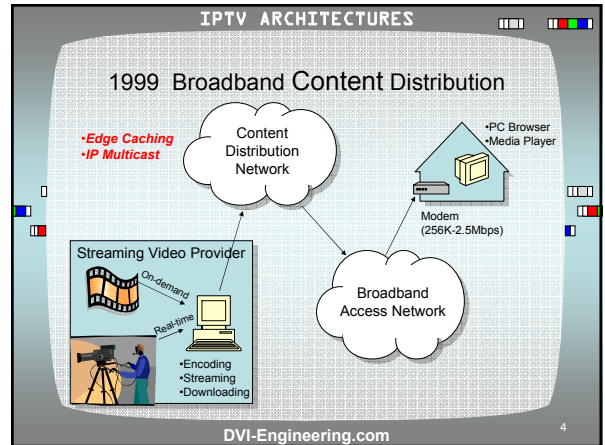 IPTV ARCHITECTURES
1999 Broadband Content Distribution
•Edge Caching
•IP Multicast
Content
Distribution
Network
•PC Browser
•Media Player
Modem
(256K-2.5Mbps)
Streaming Video Provider
On-demand
Real-time
•Encoding
•Streaming
•Downloading
Broadband
Access Network
DVI-Engineering.com
4